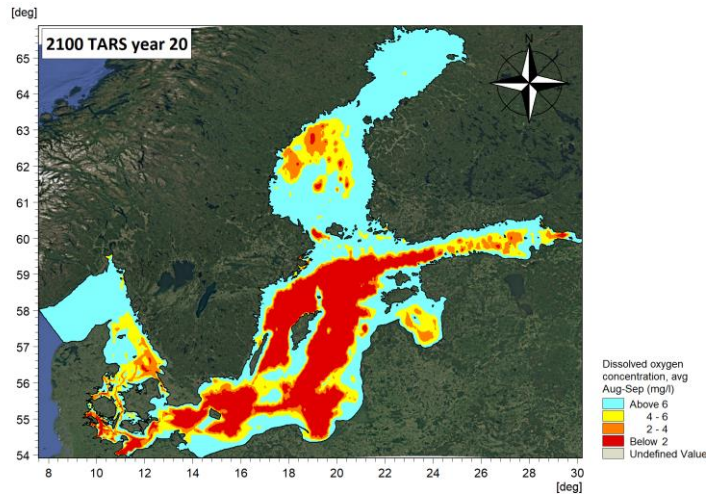 [deg]
2100 TARS year 20
N
65
64
63
62
61
60
59
58
57
56
55
54
8 10 12 14 16 18 20 22 24 26 28 30
[deg]
Dissolved oxygen
concentration, avg
Aug-Sep (mg/l)
Above 6
4 - 6
2 - 4
Below 2
Undefined Value